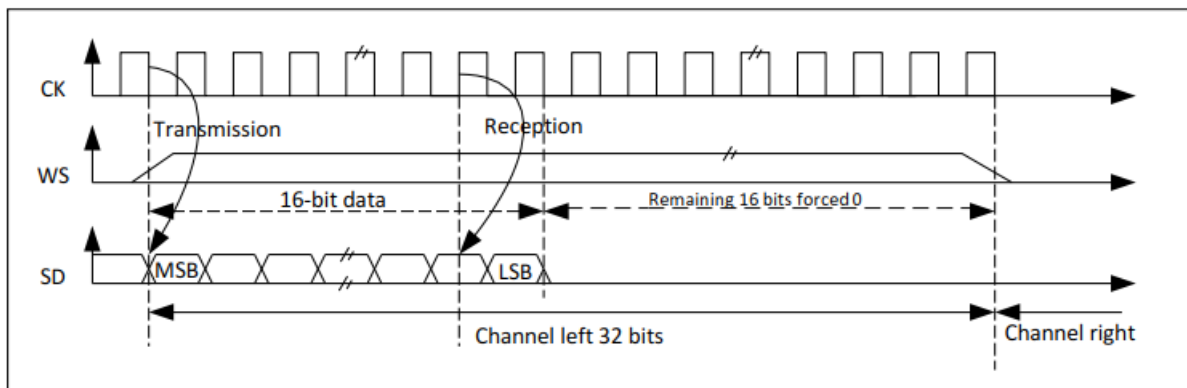 CK
Transmission
Reception
WS
16-bit data
Remaining 16 bits forced 0
SD
MSB
LSB
Channel left 32 bits
Channel right